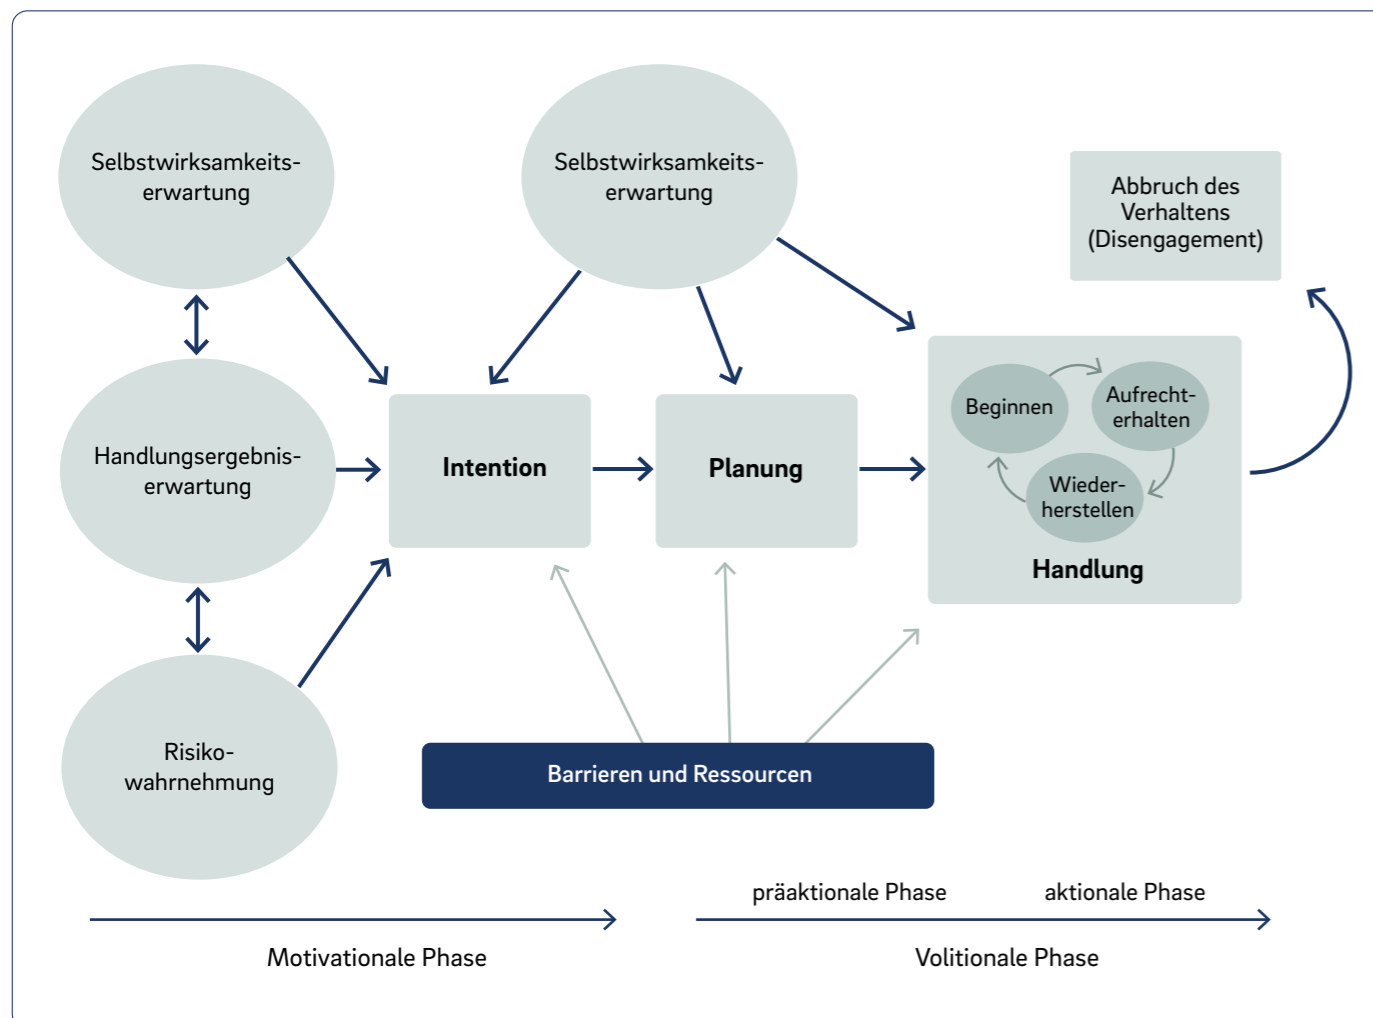 Selbstwirksamkeits-
erwartung
Selbstwirksamkeits-
erwartung
Abbruch des
Verhaltens
(Disengagement)
Handlungsergebnis-
erwartung
Intention
Planung
Beginnen
Aufrecht-
erhalten
Wieder-
herstellen
Handlung
Risiko-
wahrnehmung
Barrieren und Ressourcen
präaktionale Phase
aktionale Phase
Motivationale Phase
Volitionale Phase